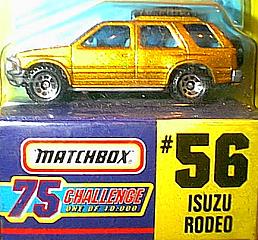 MATCHBOX
75 CHALLENGE
ONE OF 10,000
#56
ISUZU
RODEO